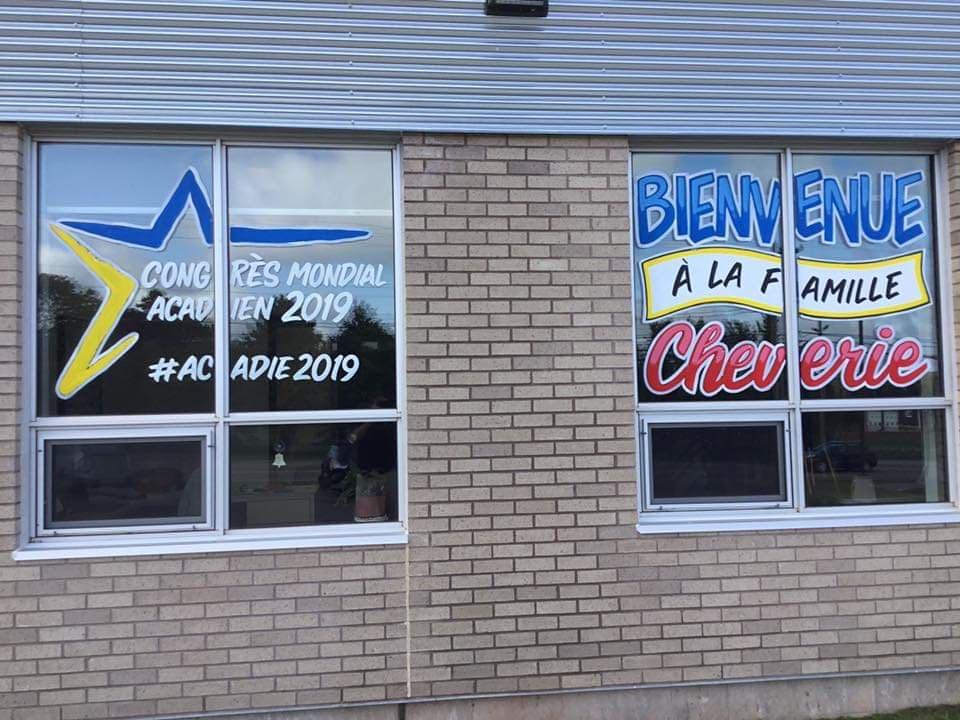 CONGRÈS MONDIAL
ACADIEN 2019
#ACADIE2019
BIENVENUE
À LA FAMILLE
Cheverie